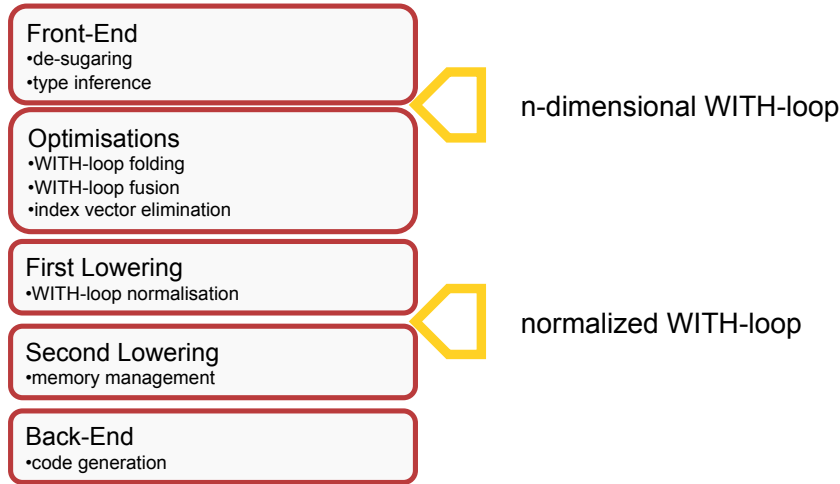 Front-End
•de-sugaring
•type inference
n-dimensional WITH-loop
Optimisations
•WITH-loop folding
•WITH-loop fusion
•index vector elimination
First Lowering
•WITH-loop normalisation
normalized WITH-loop
Second Lowering
•memory management
Back-End
•code generation